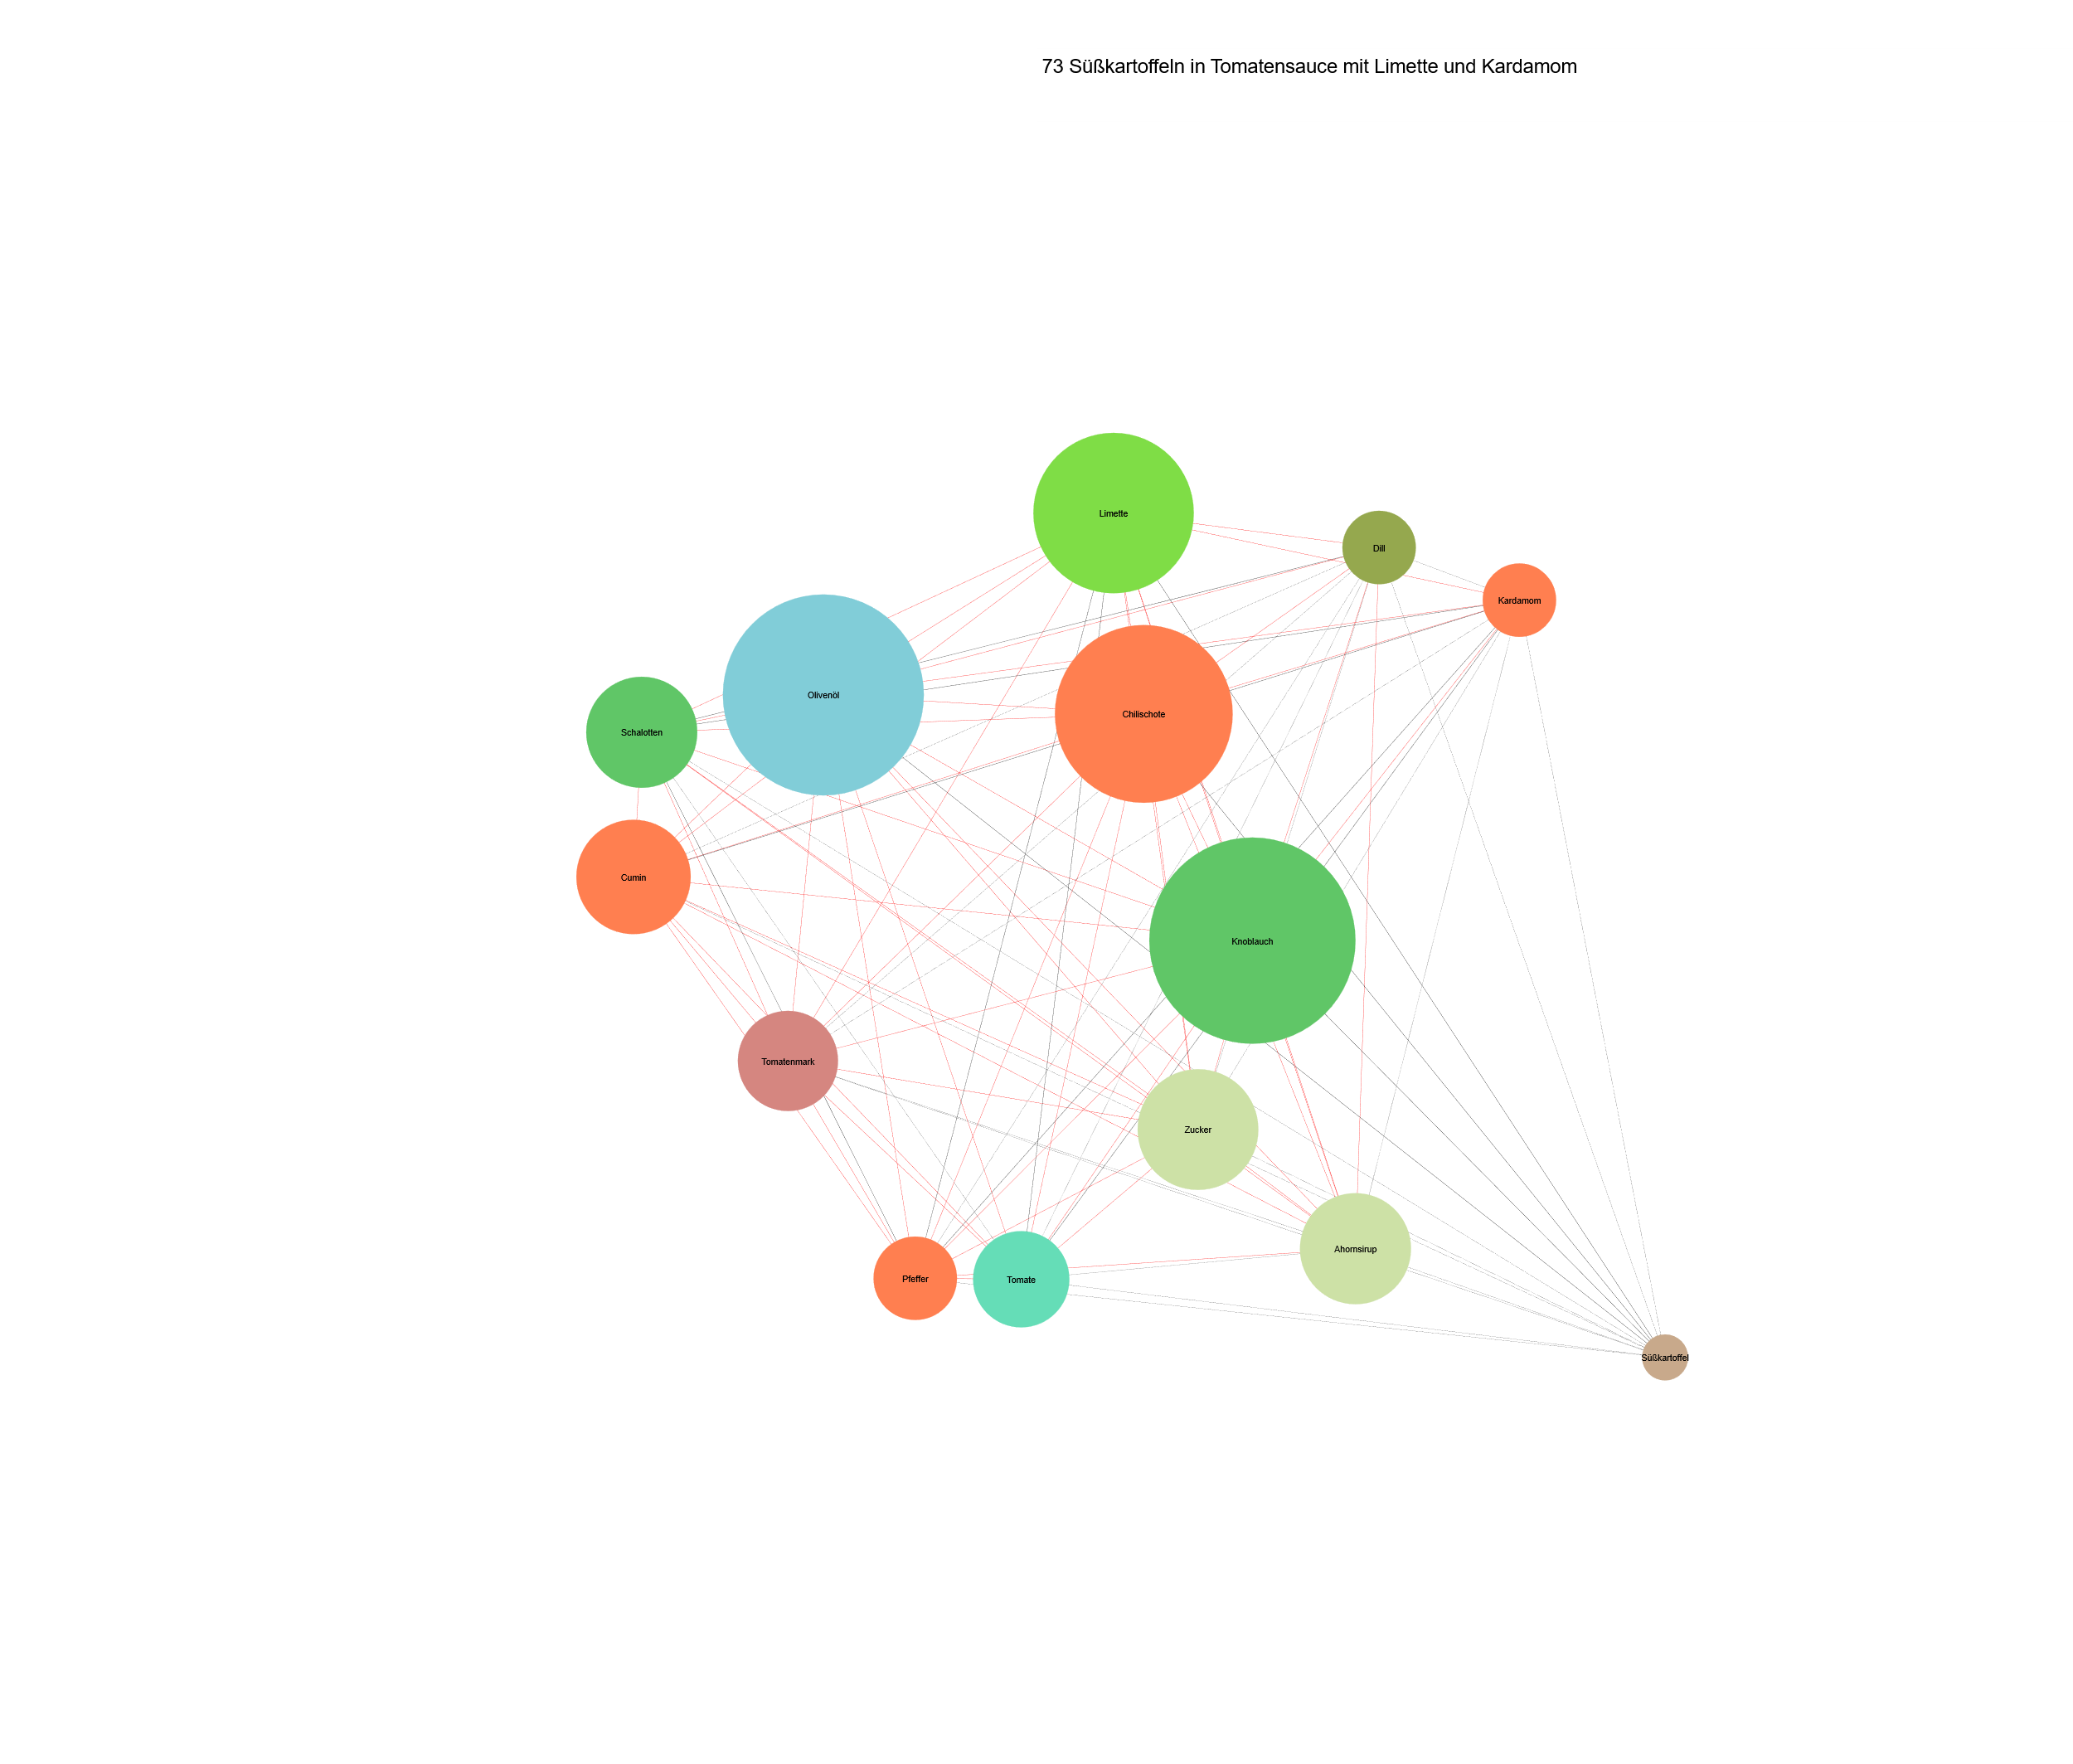 73 Süßkartoffeln in Tomatensauce mit Limette und Kardamom
Limette
Dill
Kardamom
Olivenöl
Chilischote
Schalotten
Cumin
Knoblauch
Tomatenmark
Zucker
Ahornsirup
Pfeffer
Tomate
Süßkartoffel